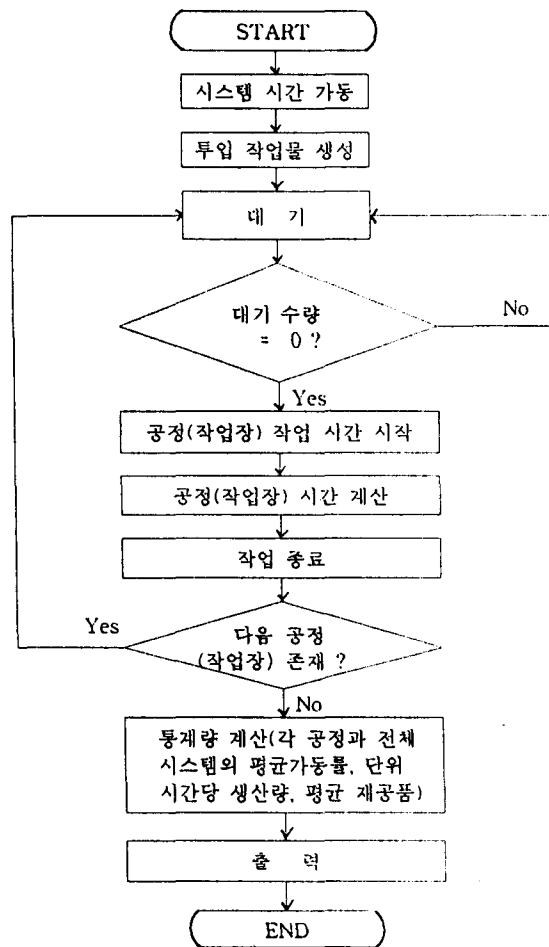 START
시스템 시간 가동
투입 작업물 생성
대 기
대기 수량
= 0 ?
No
Yes
공정(작업장) 작업 시간 시작
공정(작업장) 시간 계산
작업 종료
Yes
다음 공정
(작업장) 존재 ?
No
통계량 계산(각 공정과 전체
시스템의 평균가동률, 단위
시간당 생산량, 평균 재공품)
출 력
END